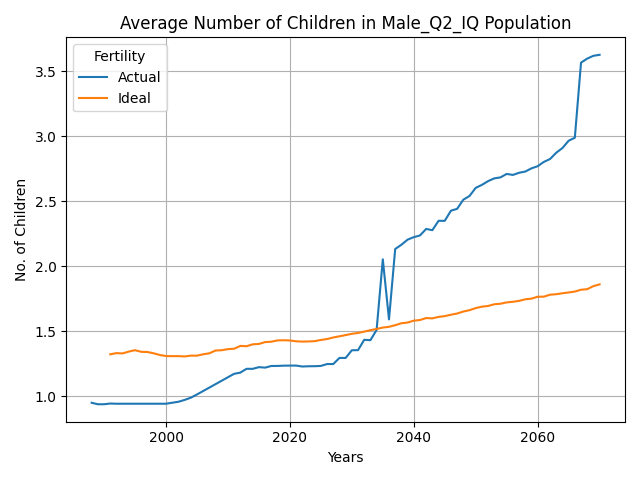 Average Number of Children in Male_Q2_IQ Population
Fertility
Actual
Ideal
No. of Children
3.5
3.0
2.5
2.0
1.5
1.0
2000
2020
2040
2060
Years